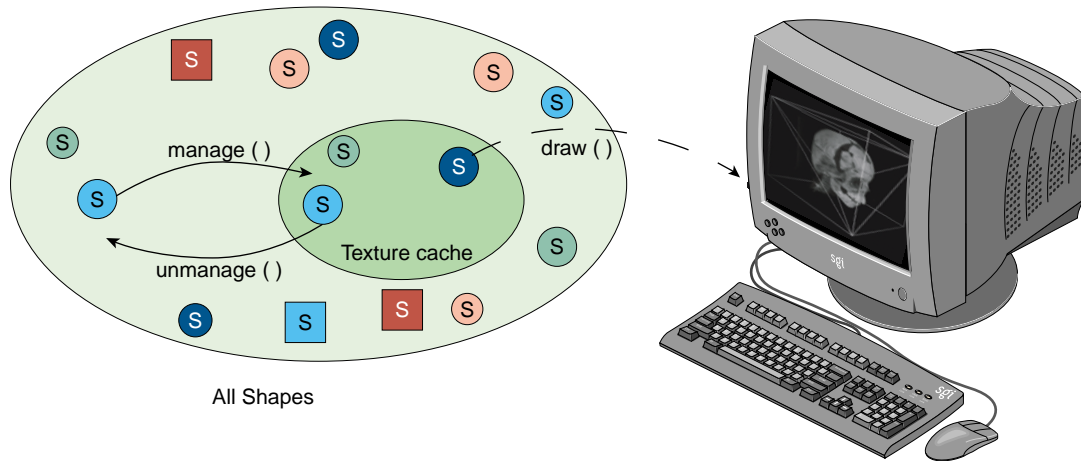 S
S
S
S
S
S
manage ( )
S
S
draw ( )
S
S
S
Texture cache
unmanage ( )
sgi
S
S
S
S
S
All Shapes
sgi